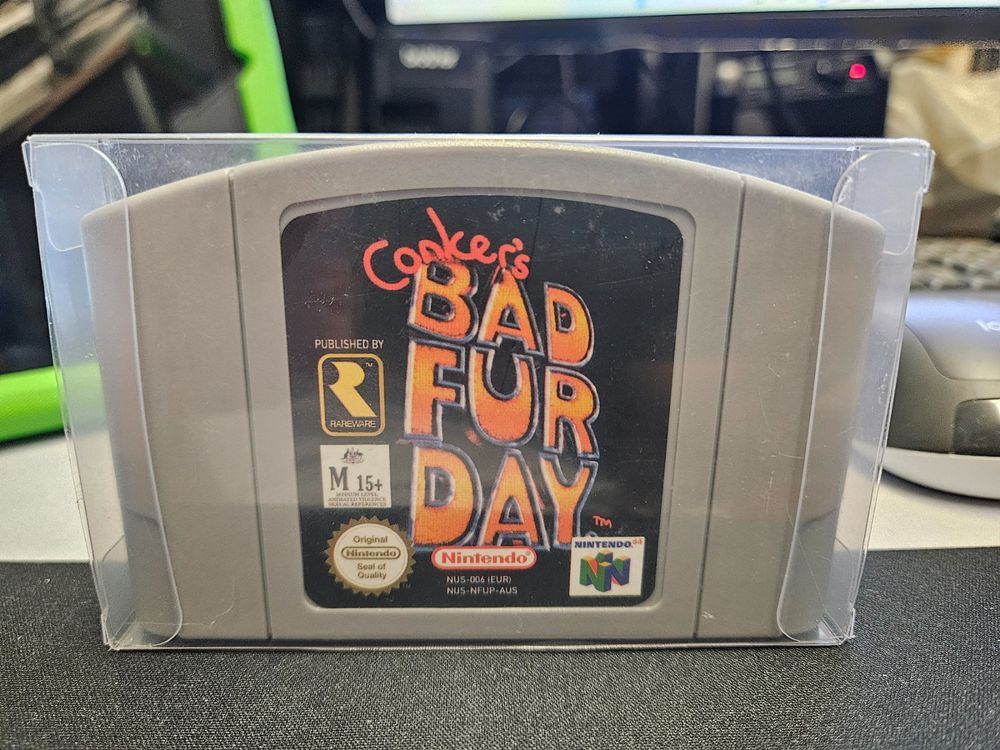 Conker's
BAD
FUR
DAY
TM
PUBLISHED BY
R
TM
RAREWARE
M 15+
MEDIUM LEVEL
ANIMATED VIOLENCE
SEXUAL REFERENCES
Original
Nintendo
Seal of
Quality
Nintendo®
NUS-006 (EUR)
NUS-NFUP-AUS
NINTENDO 64
N